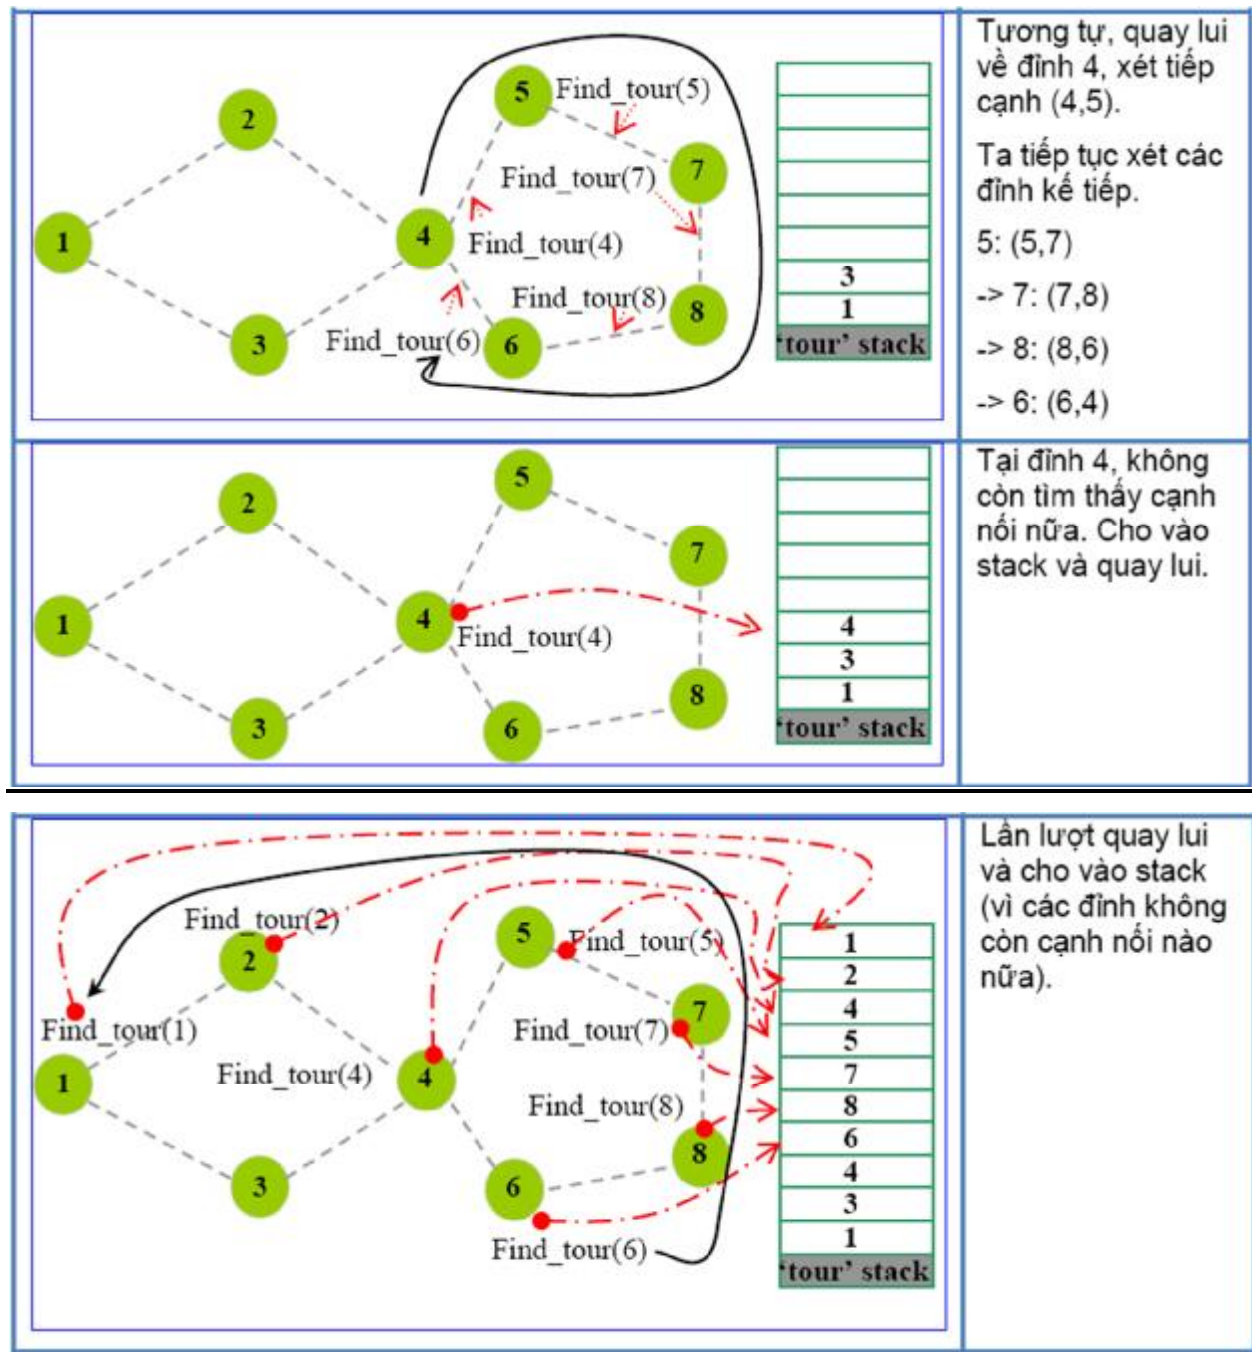 5
Find_tour(5)
2
7
Find_tour(7)
1
4
Find_tour(4)
Find_tour(8)
8
3
Find_tour(6)
6
3
1
'tour' stack
Tương tự, quay lui
về đỉnh 4, xét tiếp
cạnh (4,5).
Ta tiếp tục xét các
đỉnh kế tiếp.
5: (5,7)
-> 7: (7,8)
-> 8: (8,6)
-> 6: (6,4)
5
2
7
1
4
Find_tour(4)
8
3
6
4
3
1
'tour' stack
Tại đỉnh 4, không
còn tìm thấy cạnh
nối nữa. Cho vào
stack và quay lui.
Find_tour(2)
5
Find_tour(5)
2
7
Find_tour(1)
Find_tour(7)
1
Find_tour(4)
4
Find_tour(8)
8
3
6
Find_tour(6)
1
2
4
5
7
8
6
4
3
1
'tour' stack
Lần lượt quay lui
và cho vào stack
(vì các đỉnh không
còn cạnh nối nào
nữa).